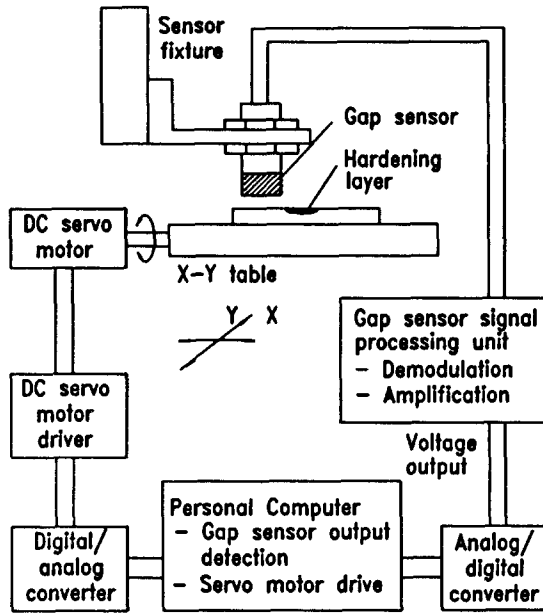 Sensor
fixture
Gap sensor
Hardening
layer
DC servo
motor
X-Y table
Y X
Gap sensor signal
processing unit
- Demodulation
- Amplification
DC servo
motor
driver
Voltage
output
Personal Computer
- Gap sensor output
detection
- Servo motor drive
Digital/
analog
converter
Analog/
digital
converter